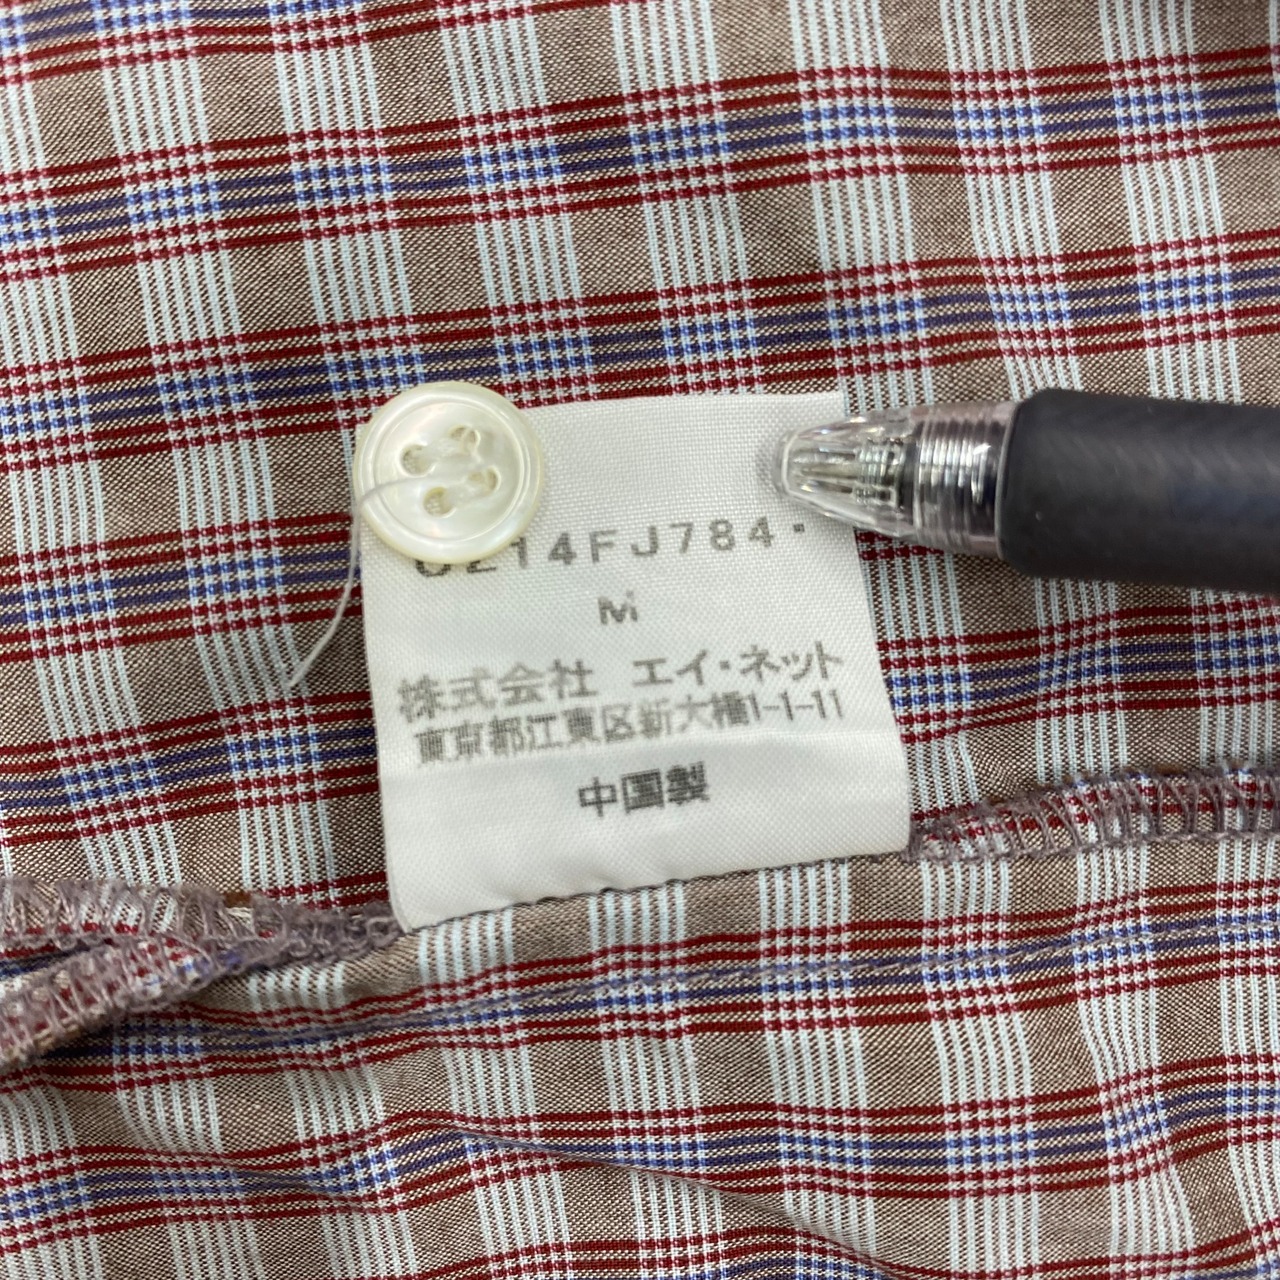 0214FJ784·
M
株式会社 エイ・ネット
東京都江東区新大橋1-1-11
中国製